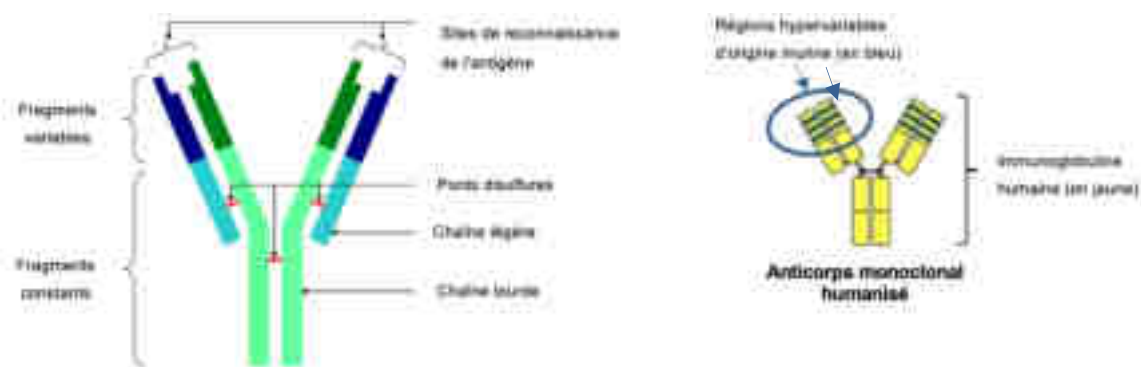 Sites de reconnaissance
de l'antigène
Fragments
variables
Ponts disulfures
Chaîne légère
Fragments
constants
Chaîne lourde
Régions hypervariables
d'origine murine (en bleu)
Immunoglobuline
humaine (en jaune)
Anticorps monoclonal
humanisé